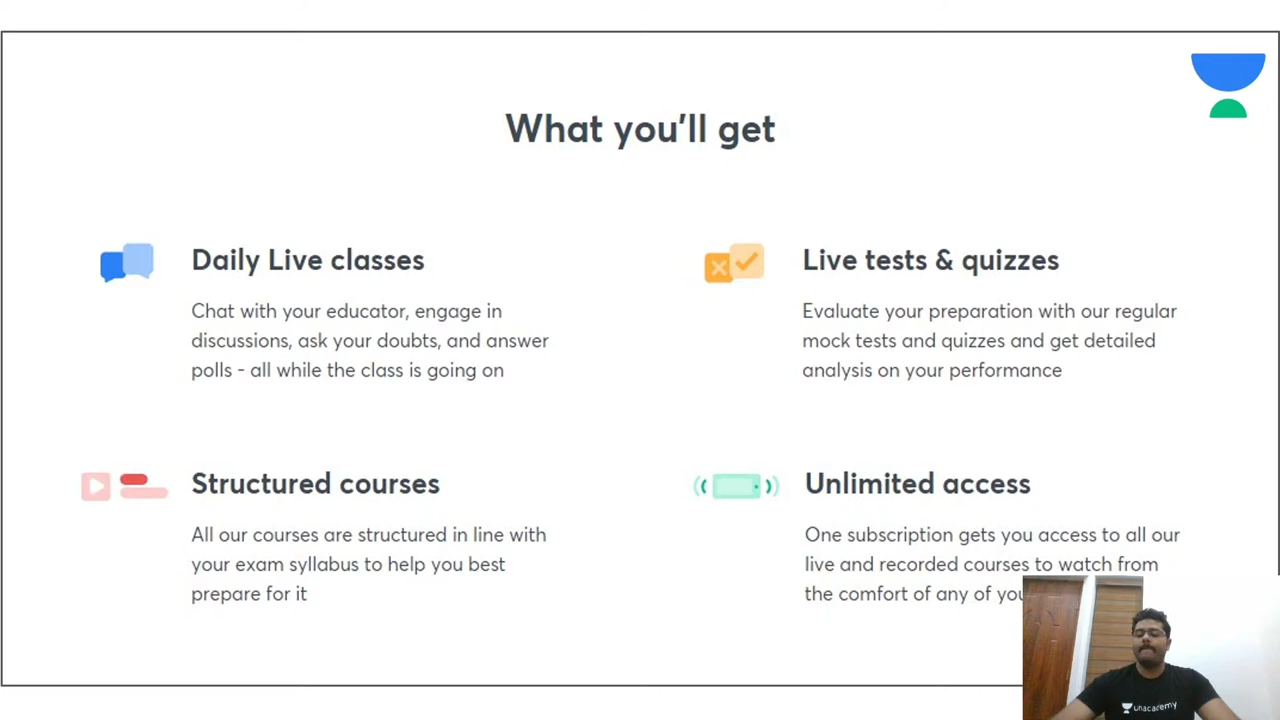 What you'll get
Daily Live classes
Chat with your educator, engage in
discussions, ask your doubts, and answer
polls - all while the class is going on
Live tests & quizzes
Evaluate your preparation with our regular
mock tests and quizzes and get detailed
analysis on your performance
Structured courses
All our courses are structured in line with
your exam syllabus to help you best
prepare for it
Unlimited access
One subscription gets you access to all our
live and recorded courses to watch from
the comfort of any of
unacademy